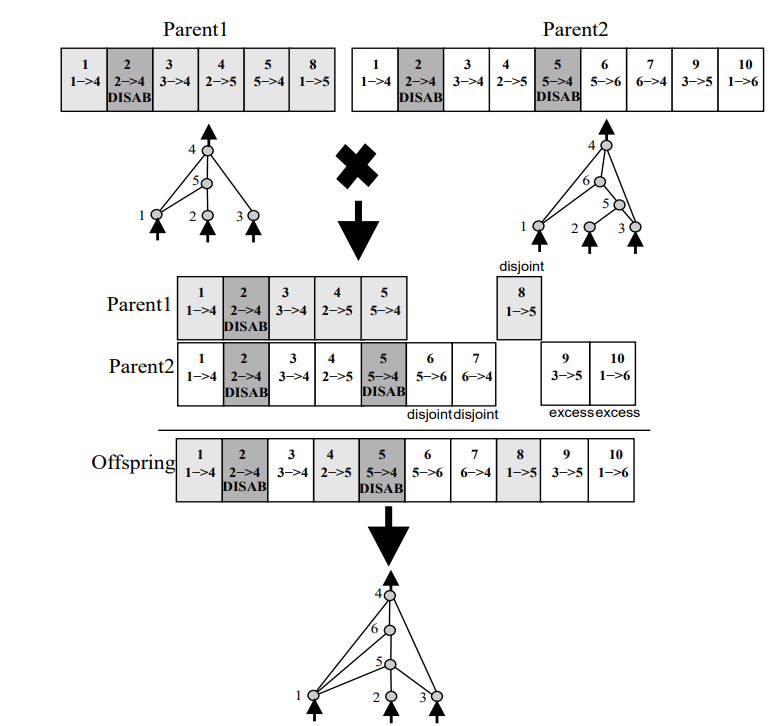 Parent1 Parent2
1 2 3 4 5 8
1–>4 2–>4 3–>4 2–>5 5–>4 1–>5
DISAB
1 2 3 4 5 6 7 9 10
1–>4 2–>4 3–>4 2–>5 5–>4 5–>6 6–>4 3–>5 1–>6
DISAB DISAB
4
5
1 2 3
4
6
5
1 2 3
disjoint
Parent1
1 2 3 4 5 8
1–>4 2–>4 3–>4 2–>5 5–>4 1–>5
DISAB
Parent2
1 2 3 4 5 6 7 9 10
1–>4 2–>4 3–>4 2–>5 5–>4 5–>6 6–>4 3–>5 1–>6
DISAB DISAB
disjoint disjoint excess excess
Offspring
1 2 3 4 5 6 7 8 9 10
1–>4 2–>4 3–>4 2–>5 5–>4 5–>6 6–>4 1–>5 3–>5 1–>6
DISAB DISAB
4
6
5
1 2 3